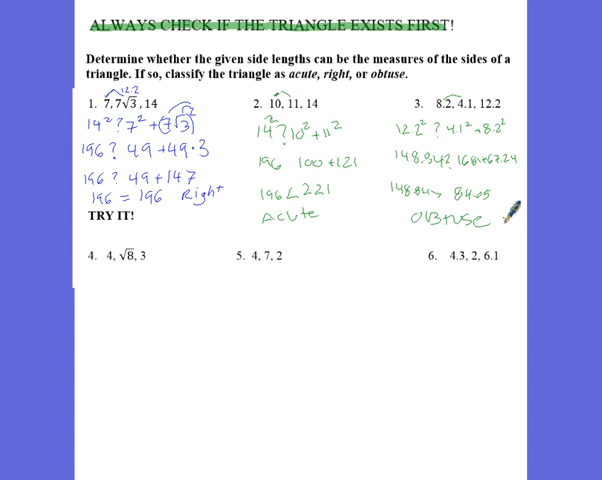 ALWAYS CHECK IF THE TRIANGLE EXISTS FIRST!
Determine whether the given side lengths can be the measures of the sides of a
triangle. If so, classify the triangle as acute, right, or obtuse.
12.2
1. 7, 7√3, 14
14² ? 7² + (7√3)²
196 ? 49 + 49 · 3
196 ? 49 + 147
196 = 196 Right
2. 10, 11, 14
14² ? 10² + 11²
196 100 + 121
196 < 221
Acute
3. 8.2, 4.1, 12.2
12.2² ? 4.1² + 8.2²
148.84 ? 16.81 + 67.24
148.84 > 84.05
OBtuse
TRY IT!
4. 4, √8, 3
5. 4, 7, 2
6. 4.3, 2, 6.1